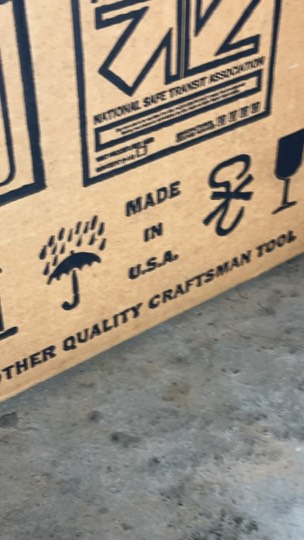 NATIONAL SAFE TRANSIT ASSOCIATION
MADE
IN
U.S.A.
OTHER QUALITY CRAFTSMAN TOOL